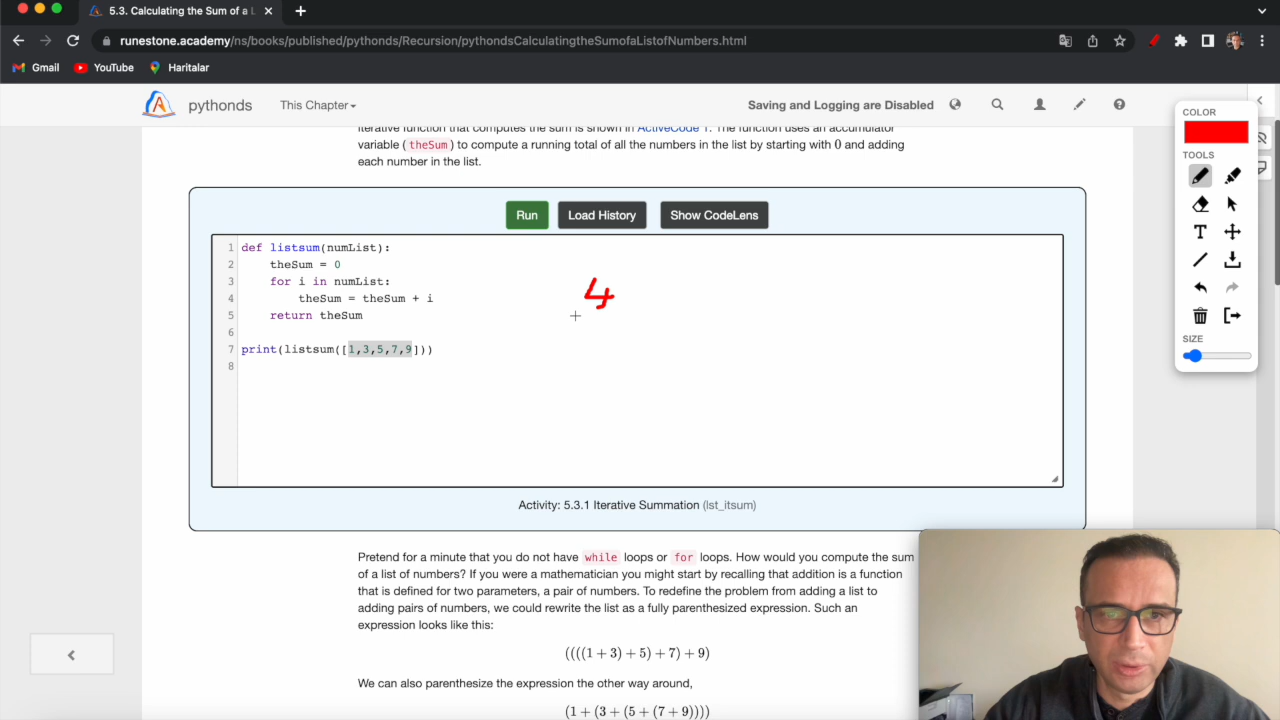 5.3. Calculating the Sum of a L
runestone.academy/ns/books/published/pythonds/Recursion/pythondsCalculatingtheSumofaListofNumbers.html
Gmail YouTube Haritalar
pythonds This Chapter Saving and Logging are Disabled
iterative function that computes the sum is shown in ActiveCode 1. The function uses an accumulator
variable (theSum) to compute a running total of all the numbers in the list by starting with 0 and adding
each number in the list.
Run Load History Show CodeLens
1 def listsum(numList):
2 theSum = 0
3 for i in numList:
4 theSum = theSum + i
5 return theSum
6
7 print(listsum([1,3,5,7,9]))
8
4
Activity: 5.3.1 Iterative Summation (lst_itsum)
Pretend for a minute that you do not have while loops or for loops. How would you compute the sum
of a list of numbers? If you were a mathematician you might start by recalling that addition is a function
that is defined for two parameters, a pair of numbers. To redefine the problem from adding a list to
adding pairs of numbers, we could rewrite the list as a fully parenthesized expression. Such an
expression looks like this:
((((1 + 3) + 5) + 7) + 9)
We can also parenthesize the expression the other way around,
(1 + (3 + (5 + (7 + 9))))
COLOR
TOOLS
SIZE